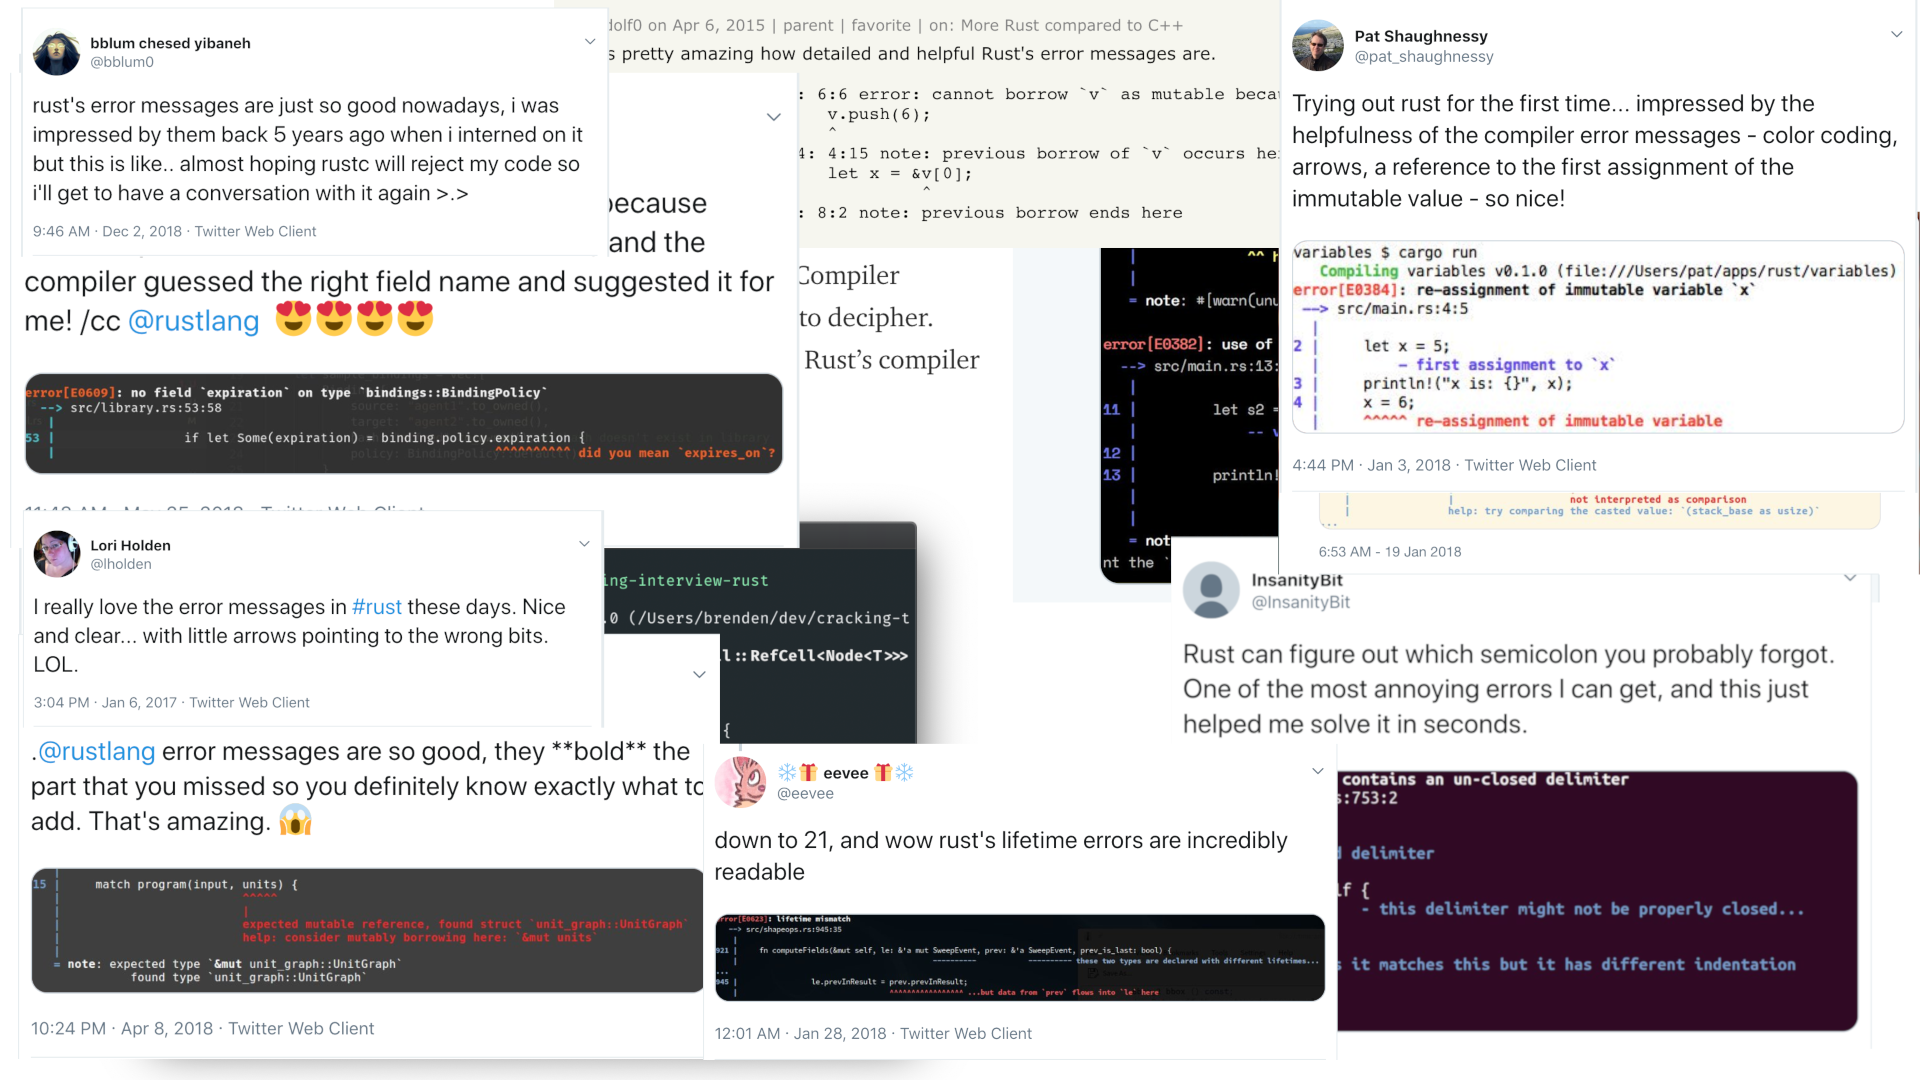 bblum chesed yibaneh
@bblum0
rust's error messages are just so good nowadays, i was
impressed by them back 5 years ago when i interned on it
but this is like.. almost hoping rustc will reject my code so
i'll get to have a conversation with it again >.>
9:46 AM · Dec 2, 2018 · Twitter Web Client
because
and the
compiler guessed the right field name and suggested it for
me! /cc @rustlang 😍😍😍😍
error[E0609]: no field `expiration` on type `bindings::BindingPolicy`
--> src/library.rs:53:58
|
53 | if let Some(expiration) = binding.policy.expiration {
| ^^^^^^^^^^ did you mean `expires_on`?
Lori Holden
@lholden
I really love the error messages in #rust these days. Nice
and clear... with little arrows pointing to the wrong bits.
LOL.
3:04 PM · Jan 6, 2017 · Twitter Web Client
.@rustlang error messages are so good, they **bold** the
part that you missed so you definitely know exactly what to
add. That's amazing. 😱
15 | match program(input, units) {
| ^^^^^
| |
| expected mutable reference, found struct `unit_graph::UnitGraph`
| help: consider mutably borrowing here: `&mut units`
|
= note: expected type `&mut unit_graph::UnitGraph`
found type `unit_graph::UnitGraph`
10:24 PM · Apr 8, 2018 · Twitter Web Client
on Apr 6, 2015 | parent | favorite | on: More Rust compared to C++
pretty amazing how detailed and helpful Rust's error messages are.
: 6:6 error: cannot borrow `v` as mutable
v.push(6);
^
4: 4:15 note: previous borrow of `v` occurs
let x = &v[0];
^
: 8:2 note: previous borrow ends here
Compiler
to decipher.
Rust's compiler
^^
|
= note: #[warn(
error[E0382]: use of
--> src/main.rs:13:
|
11 | let s2 =
| --
12 |
13 | println!
|
|
=
nt the `
ing-interview-rust
.0 (/Users/brenden/dev/cracking-t
l::RefCell<Node<T>>>
{
❄️🎁 eevee 🎁❄️
@eevee
down to 21, and wow rust's lifetime errors are incredibly
readable
error[E0623]: lifetime mismatch
--> src/shapeops.rs:945:35
|
921 | fn computeFields(&mut self, le: &'a mut SweepEvent, prev: &'a SweepEvent, prev_is_last: bool) {
| ---------- ---------- these two types are declared with different lifetimes...
...
945 | le.prevInResult = prev.prevInResult;
| ^^^^^^^^^^^^^^^^^ ...but data from `prev` flows into `le` here
12:01 AM · Jan 28, 2018 · Twitter Web Client
Pat Shaughnessy
@pat_shaughnessy
Trying out rust for the first time... impressed by the
helpfulness of the compiler error messages - color coding,
arrows, a reference to the first assignment of the
immutable value - so nice!
variables $ cargo run
Compiling variables v0.1.0 (file:///Users/pat/apps/rust/variables)
error[E0384]: re-assignment of immutable variable `x`
--> src/main.rs:4:5
|
2 | let x = 5;
| - first assignment to `x`
3 | println!("x is: {}", x);
4 | x = 6;
| ^^^^^ re-assignment of immutable variable
4:44 PM · Jan 3, 2018 · Twitter Web Client
| | not interpreted as comparison
| help: try comparing the casted value: `(stack_base as usize)`
...
6:53 AM - 19 Jan 2018
InsanityBit
@InsanityBit
Rust can figure out which semicolon you probably forgot.
One of the most annoying errors I can get, and this just
helped me solve it in seconds.
contains an un-closed delimiter
:753:2
delimiter
f {
- this delimiter might not be properly closed...
it matches this but it has different indentation